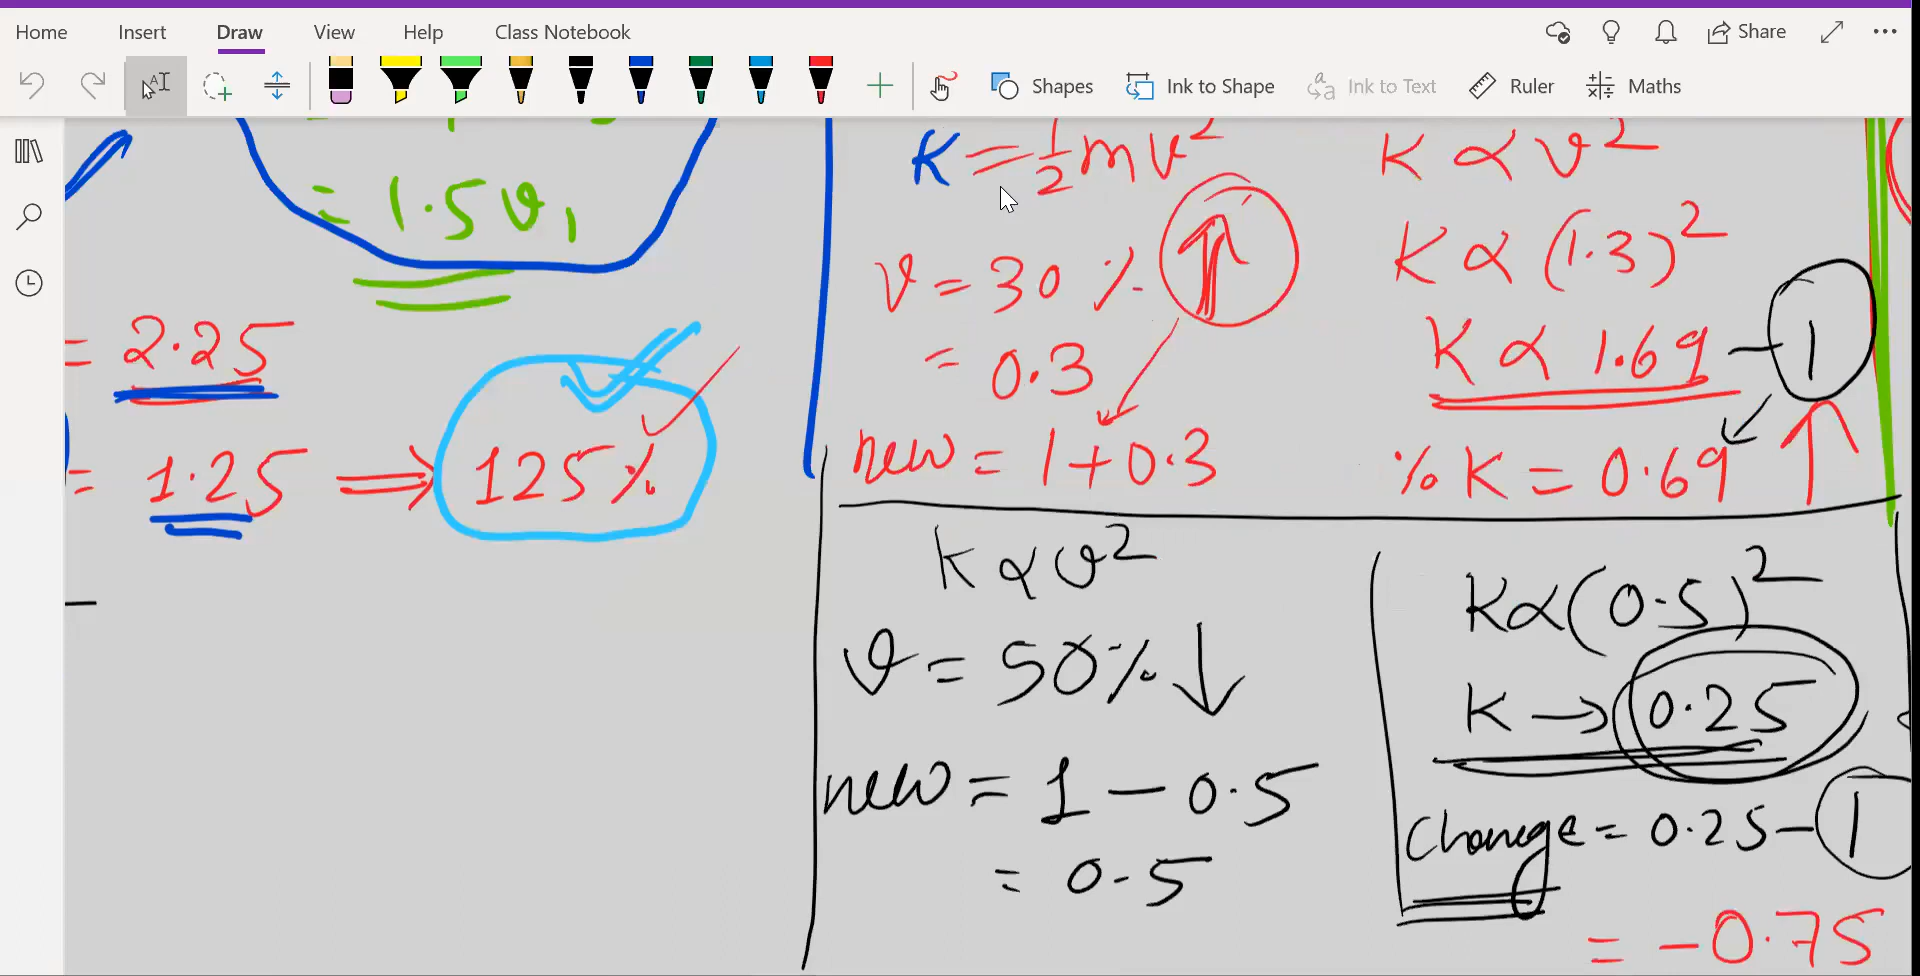 Home Insert Draw View Help Class Notebook Share
Shapes Ink to Shape Ink to Text Ruler Maths
= 1.5 v₁
= 2.25
= 1.25 ⇒ 125%
K = 1/2 mv²
v = 30 % ↑
= 0.3
new = 1+0.3
K ∝ v²
K ∝ (1.3)²
K ∝ 1.69 - 1
% K = 0.69 ↑
K ∝ v²
v = 50% ↓
new = 1 - 0.5
= 0.5
K ∝ (0.5)²
K → 0.25
Change = 0.25 - 1
= -0.75